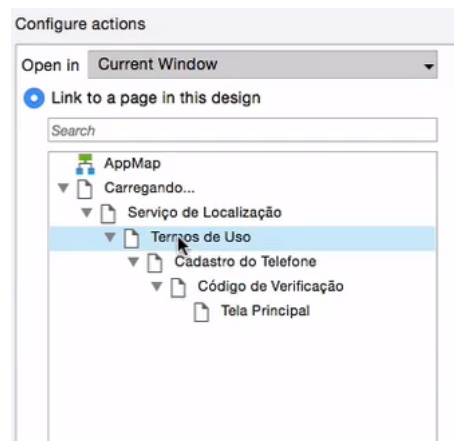 Configure actions
Open in Current Window
Link to a page in this design
Search
AppMap
Carregando...
Serviço de Localização
Termos de Uso
Cadastro do Telefone
Código de Verificação
Tela Principal